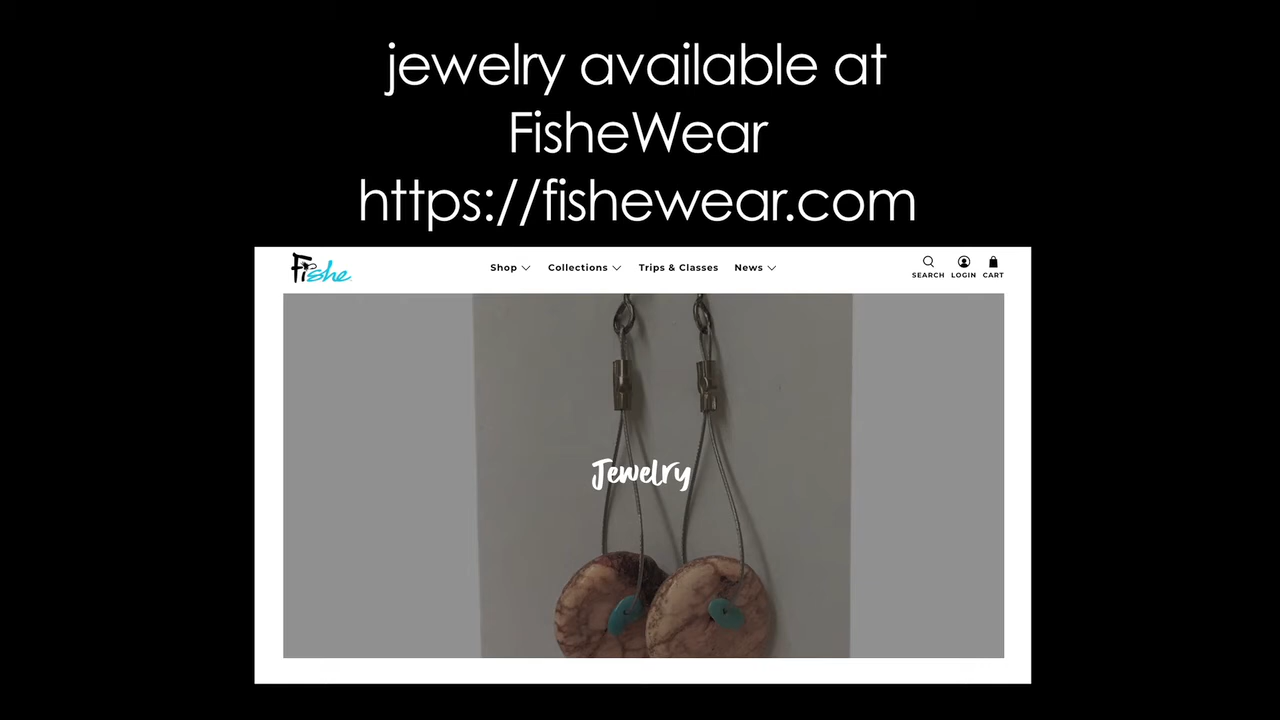 jewelry available at
FisheWear
https://fishewear.com
Fishe
Shop Collections Trips & Classes News
SEARCH LOGIN CART
Jewelry